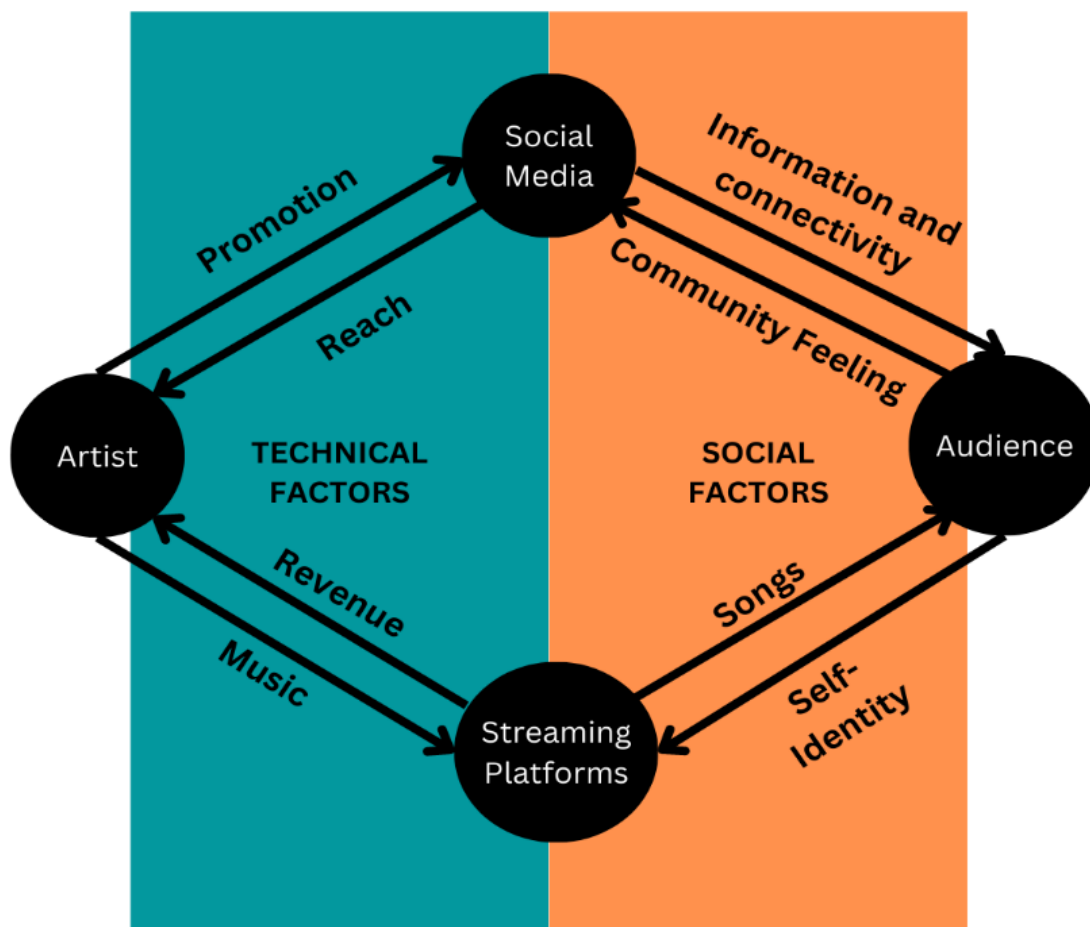 Social
Media
Information and
connectivity
Promotion
Reach
Community Feeling
Artist
TECHNICAL
FACTORS
SOCIAL
FACTORS
Audience
Revenue
Music
Songs
Self-
Identity
Streaming
Platforms